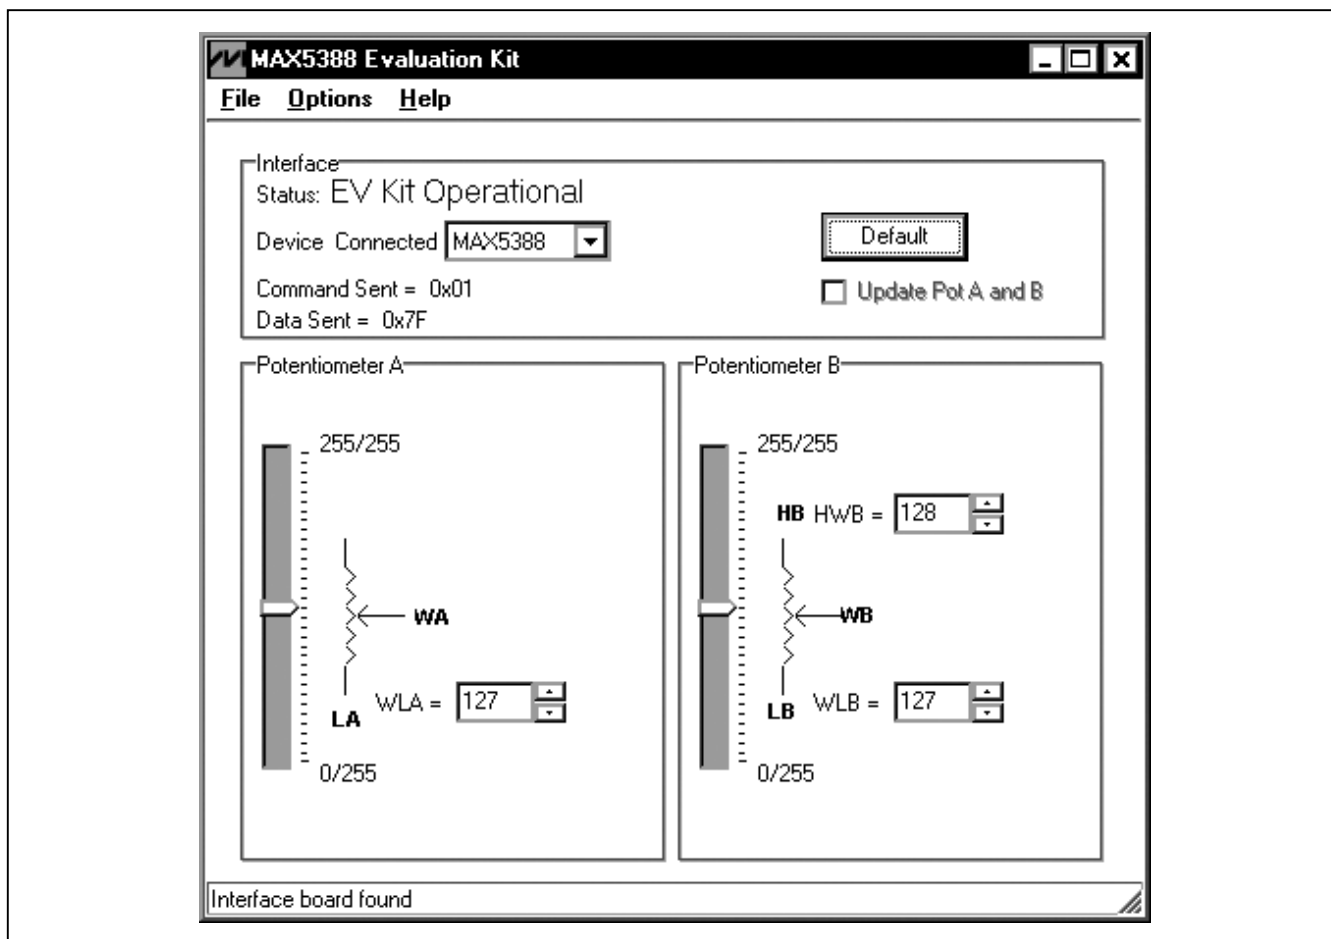 MAX5388 Evaluation Kit
File Options Help
Interface
Status: EV Kit Operational
Device Connected MAX5388
Default
Command Sent = 0x01
Update Pot A and B
Data Sent = 0x7F
Potentiometer A
255/255
WA
WLA = 127
LA
0/255
Potentiometer B
255/255
HB HWB = 128
WB
LB WLB = 127
0/255
Interface board found